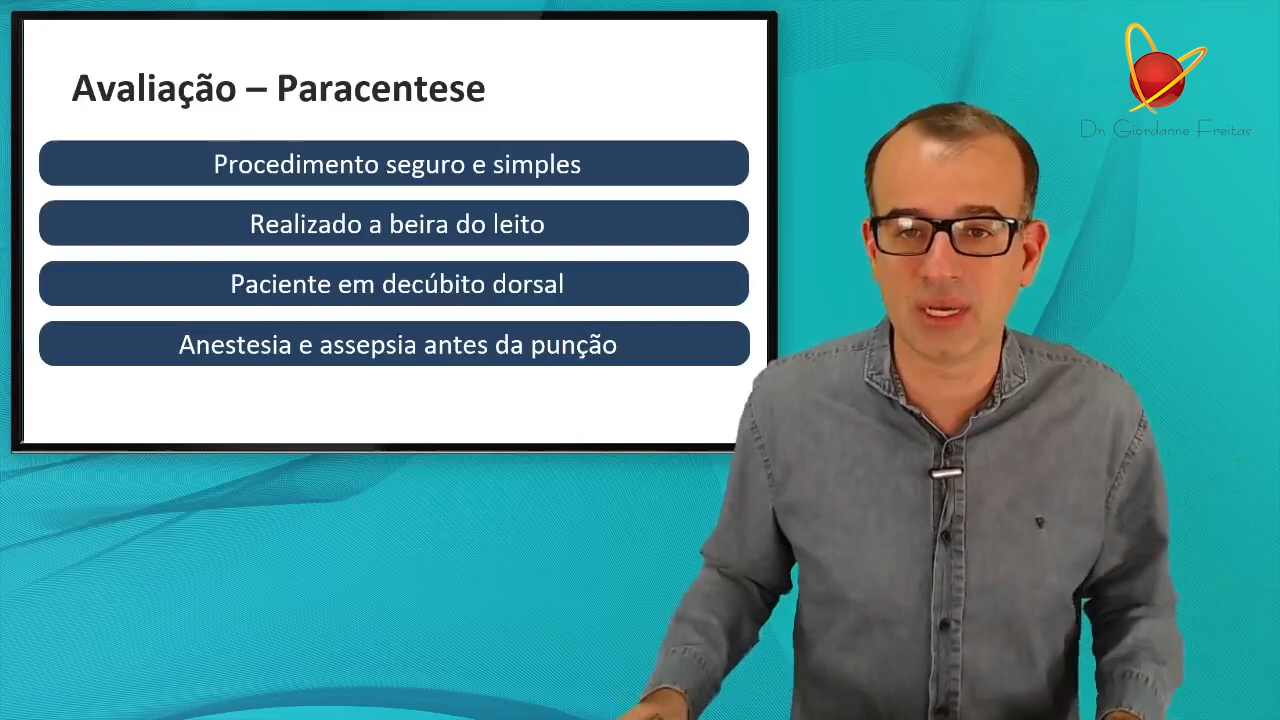 Avaliação – Paracentese
Procedimento seguro e simples
Realizado a beira do leito
Paciente em decúbito dorsal
Anestesia e assepsia antes da punção
Dr. Giordanne Freitas